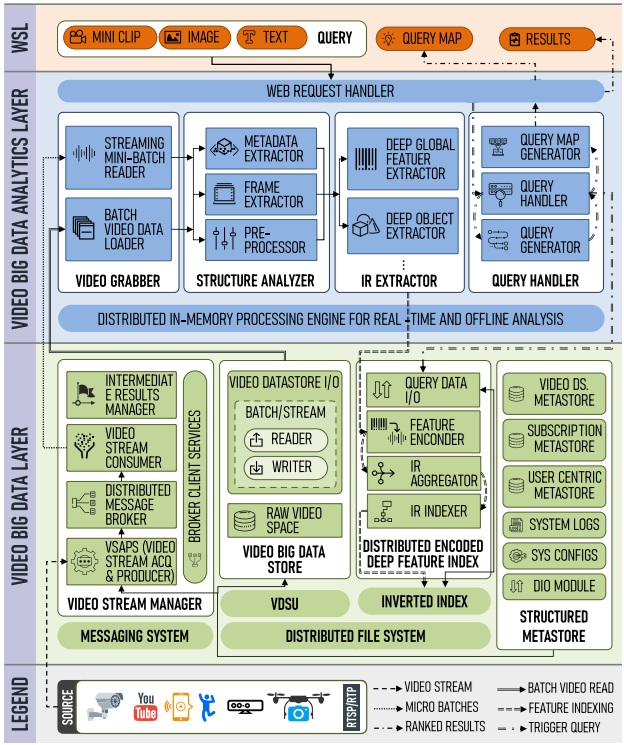 WSL
MINI CLIP
IMAGE
TEXT
QUERY
QUERY MAP
RESULTS
VIDEO BIG DATA ANALYTICS LAYER
WEB REQUEST HANDLER
STREAMING
MINI-BATCH
READER
BATCH
VIDEO DATA
LOADER
VIDEO GRABBER
METADATA
EXTRACTOR
FRAME
EXTRACTOR
PRE-
PROCESSOR
STRUCTURE ANALYZER
DEEP GLOBAL
FEATUER
EXTRACTOR
DEEP OBJECT
EXTRACTOR
IR EXTRACTOR
QUERY MAP
GENERATOR
QUERY
HANDLER
QUERY
GENERATOR
QUERY HANDLER
DISTRIBUTED IN-MEMORY PROCESSING ENGINE FOR REAL -TIME AND OFFLINE ANALYSIS
VIDEO BIG DATA LAYER
INTERMEDIAT
E RESULTS
MANAGER
VIDEO
STREAM
CONSUMER
DISTRIBUTED
MESSAGE
BROKER
VSAPS (VIDEO
STREAM ACQ
& PRODUCER)
BROKER CLIENT SERVICES
VIDEO STREAM MANAGER
MESSAGING SYSTEM
VIDEO DATASTORE I/O
BATCH/STREAM
READER
WRITER
RAW VIDEO
SPACE
VIDEO BIG DATA
STORE
VDSU
DISTRIBUTED FILE SYSTEM
QUERY DATA
I/O
FEATURE
ENCONDER
IR
AGGREGATOR
IR INDEXER
DISTRIBUTED ENCODED
DEEP FEATURE INDEX
INVERTED INDEX
VIDEO DS.
METASTORE
SUBSCRIPTION
METASTORE
USER CENTRIC
METASTORE
SYSTEM LOGS
SYS CONFIGS
DIO MODULE
STRUCTURED
METASTORE
LEGEND
SOURCE
You
Tube
RTSP/RTP
VIDEO STREAM
MICRO BATCHES
RANKED RESULTS
BATCH VIDEO READ
FEATURE INDEXING
TRIGGER QUERY